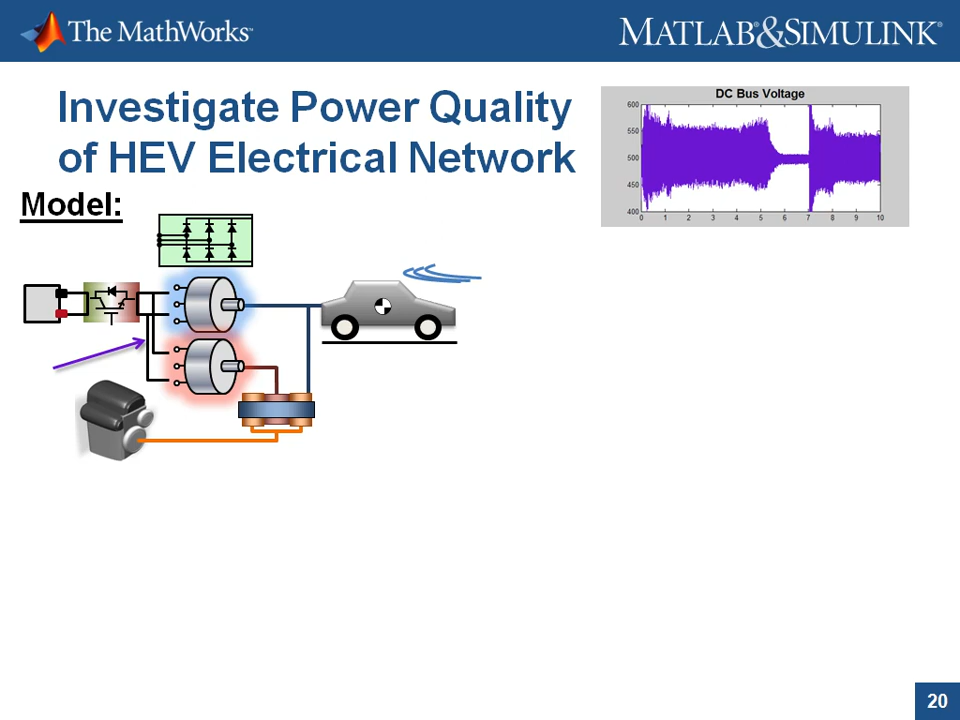 The MathWorks™
MATLAB®&SIMULINK®
Investigate Power Quality
of HEV Electrical Network
Model:
DC Bus Voltage
600
550
500
450
400
0 1 2 3 4 5 6 7 8 9 10
20